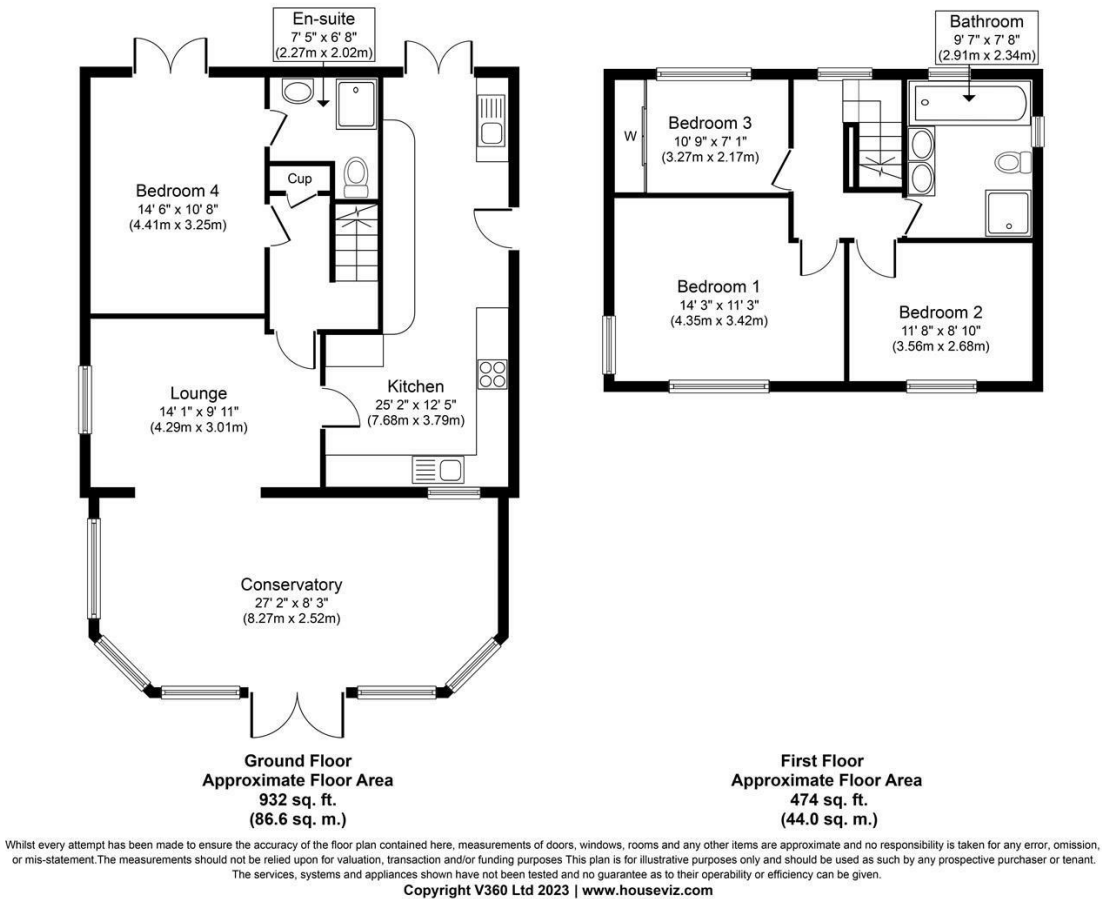 En-suite
7' 5" x 6' 8"
(2.27m x 2.02m)
Bedroom 4
14' 6" x 10' 8"
(4.41m x 3.25m)
Cup
Lounge
14' 1" x 9' 11"
(4.29m x 3.01m)
Kitchen
25' 2" x 12' 5"
(7.68m x 3.79m)
Conservatory
27' 2" x 8' 3"
(8.27m x 2.52m)
Ground Floor
Approximate Floor Area
932 sq. ft.
(86.6 sq. m.)
Bathroom
9' 7" x 7' 8"
(2.91m x 2.34m)
W
Bedroom 3
10' 9" x 7' 1"
(3.27m x 2.17m)
Bedroom 1
14' 3" x 11' 3"
(4.35m x 3.42m)
Bedroom 2
11' 8" x 8' 10"
(3.56m x 2.68m)
First Floor
Approximate Floor Area
474 sq. ft.
(44.0 sq. m.)
Whilst every attempt has been made to ensure the accuracy of the floor plan contained here, measurements of doors, windows, rooms and any other items are approximate and no responsibility is taken for any error, omission,
or mis-statement.The measurements should not be relied upon for valuation, transaction and/or funding purposes This plan is for illustrative purposes only and should be used as such by any prospective purchaser or tenant.
The services, systems and appliances shown have not been tested and no guarantee as to their operability or efficiency can be given.
Copyright V360 Ltd 2023 | www.houseviz.com